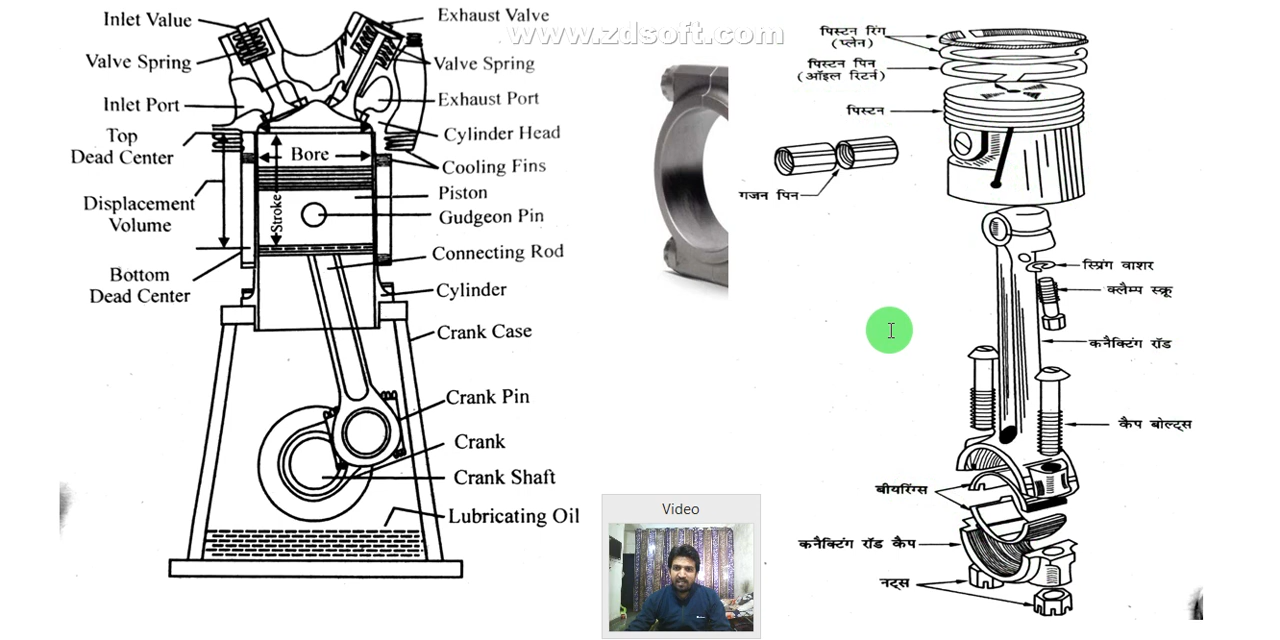 www.zdsoft.com
Inlet Value
Valve Spring
Inlet Port
Top
Dead Center
Displacement
Volume
Bottom
Dead Center
Bore
Stroke
Exhaust Valve
Valve Spring
Exhaust Port
Cylinder Head
Cooling Fins
Piston
Gudgeon Pin
Connecting Rod
Cylinder
Crank Case
Crank Pin
Crank
Crank Shaft
Lubricating Oil
Video
पिस्टन रिंग
(प्लेन)
पिस्टन पिन
(ऑइल रिटर्न)
पिस्टन
गजन पिन
स्प्रिंग वाशर
क्लैम्प स्क्रू
कनैक्टिंग रॉड
कैप बोल्ट्स
बीयरिंग्स
कनैक्टिंग रॉड कैप
नट्स